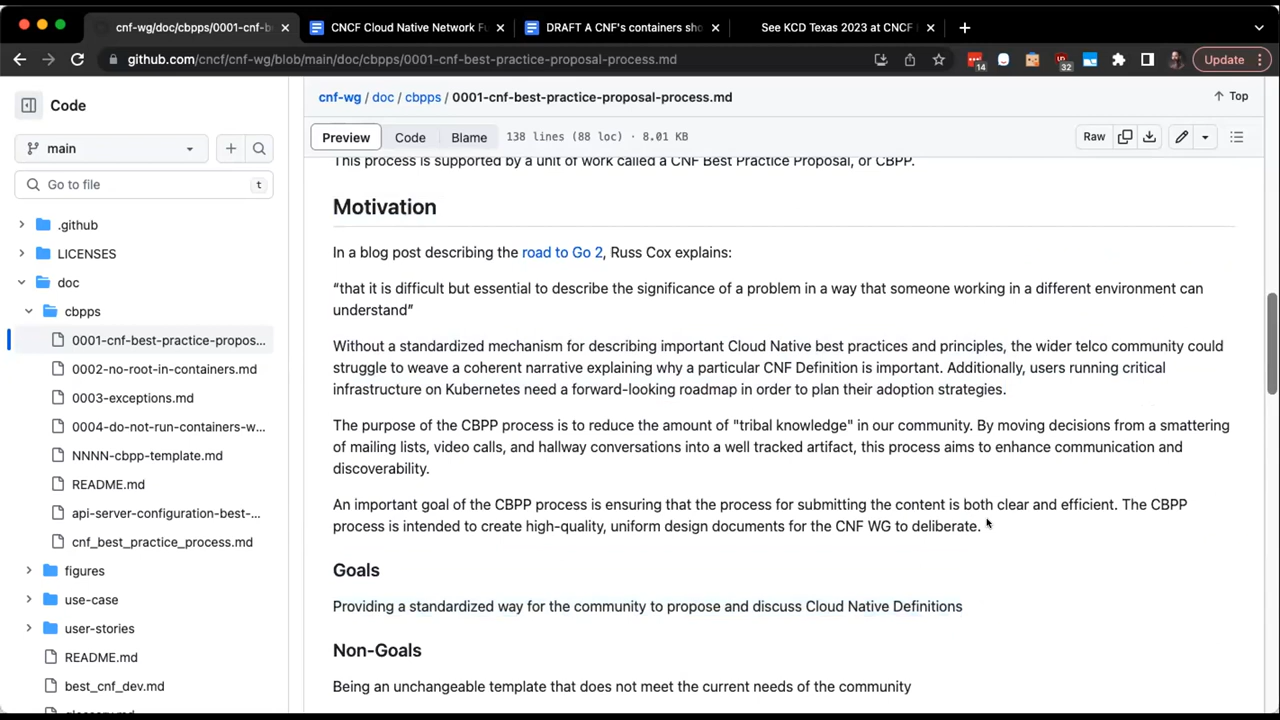 cnf-wg/doc/cbpps/0001-cnf-b
CNCF Cloud Native Network F
DRAFT A CNF's containers sho
See KCD Texas 2023 at CNCF
github.com/cncf/cnf-wg/blob/main/doc/cbpps/0001-cnf-best-practice-proposal-process.md
14
32
Update
Code
main
Go to file
t
.github
LICENSES
doc
cbpps
0001-cnf-best-practice-propos...
0002-no-root-in-containers.md
0003-exceptions.md
0004-do-not-run-containers-w...
NNNN-cbpp-template.md
README.md
api-server-configuration-best-...
cnf_best_practice_process.md
figures
use-case
user-stories
README.md
best_cnf_dev.md
glossary.md
cnf-wg / doc / cbpps / 0001-cnf-best-practice-proposal-process.md
Top
Preview
Code
Blame
138 lines (88 loc) · 8.01 KB
Raw
This process is supported by a unit of work called a CNF Best Practice Proposal, or CBPP.
Motivation
In a blog post describing the road to Go 2, Russ Cox explains:
“that it is difficult but essential to describe the significance of a problem in a way that someone working in a different environment can
understand”
Without a standardized mechanism for describing important Cloud Native best practices and principles, the wider telco community could
struggle to weave a coherent narrative explaining why a particular CNF Definition is important. Additionally, users running critical
infrastructure on Kubernetes need a forward-looking roadmap in order to plan their adoption strategies.
The purpose of the CBPP process is to reduce the amount of "tribal knowledge" in our community. By moving decisions from a smattering
of mailing lists, video calls, and hallway conversations into a well tracked artifact, this process aims to enhance communication and
discoverability.
An important goal of the CBPP process is ensuring that the process for submitting the content is both clear and efficient. The CBPP
process is intended to create high-quality, uniform design documents for the CNF WG to deliberate.
Goals
Providing a standardized way for the community to propose and discuss Cloud Native Definitions
Non-Goals
Being an unchangeable template that does not meet the current needs of the community